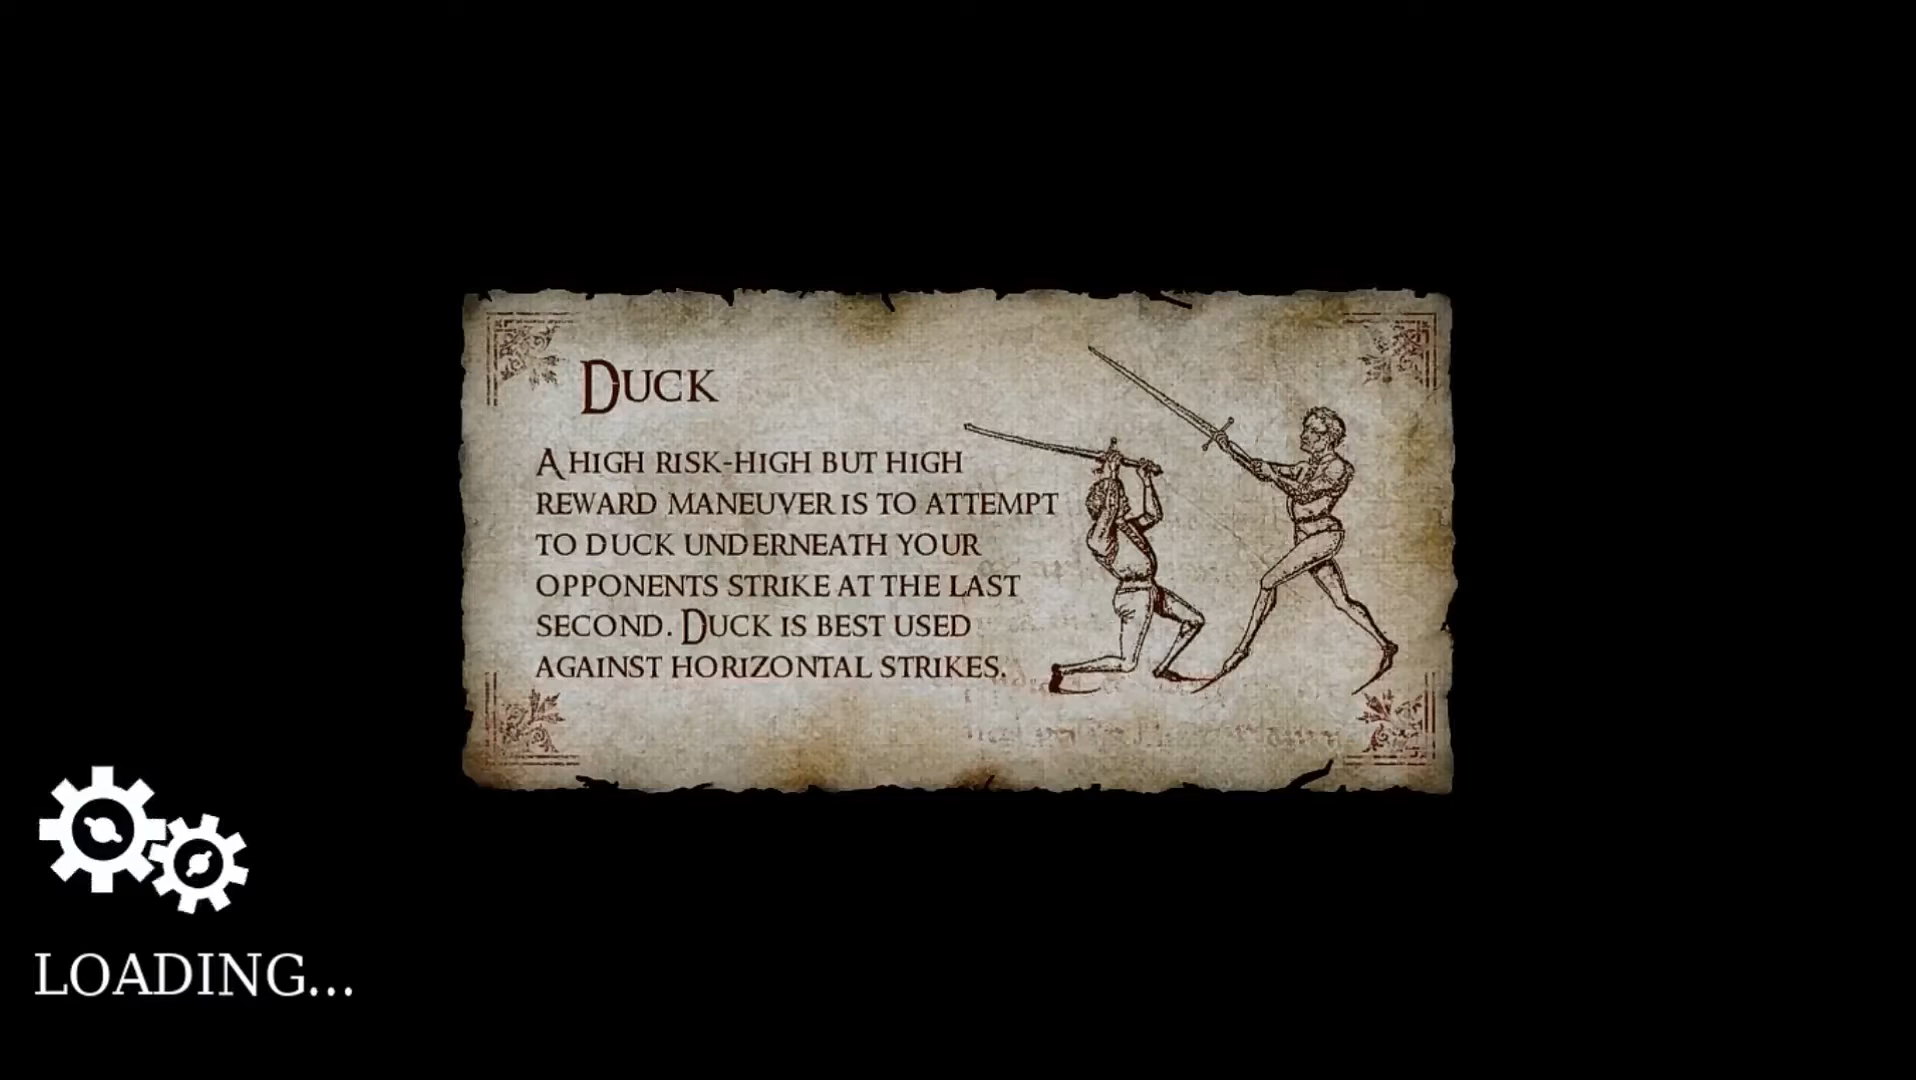 DUCK
A HIGH RISK-HIGH BUT HIGH
REWARD MANEUVER IS TO ATTEMPT
TO DUCK UNDERNEATH YOUR
OPPONENTS STRIKE AT THE LAST
SECOND. DUCK IS BEST USED
AGAINST HORIZONTAL STRIKES.
LOADING...